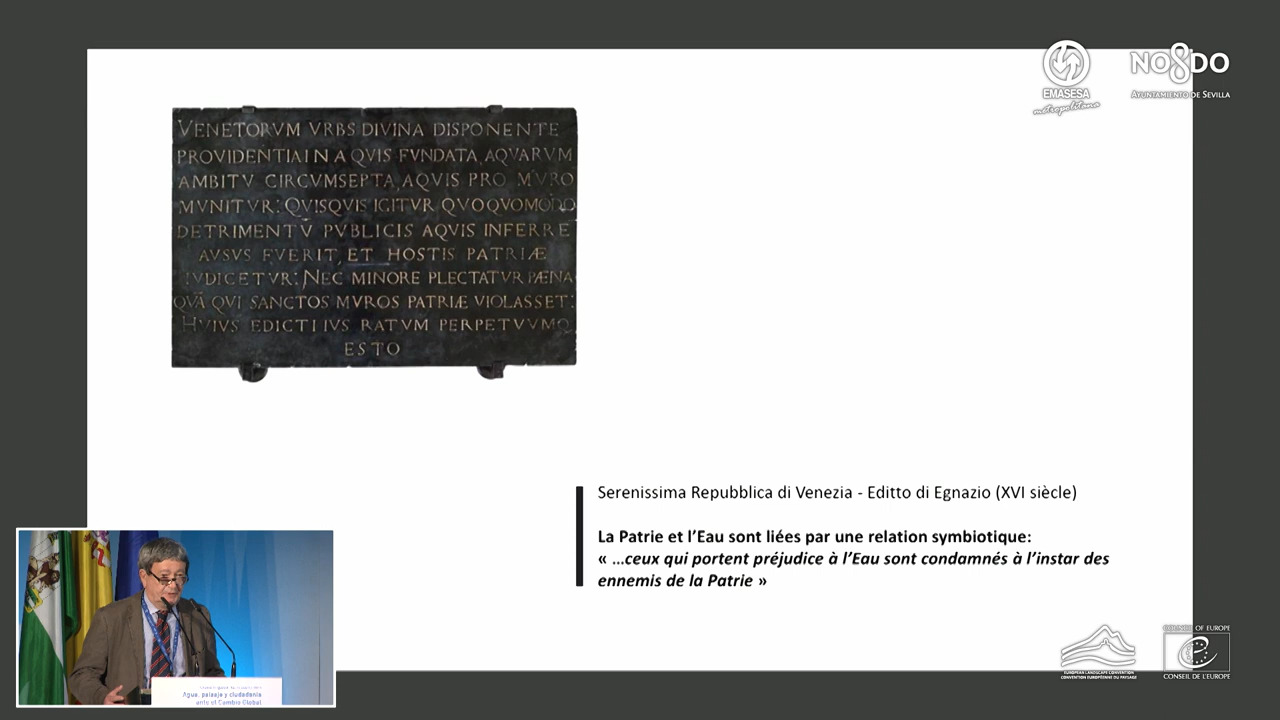 EMASESA
metropolitana
NO8DO
AYUNTAMIENTO DE SEVILLA
VENETORVM VRBS DIVINA DISPONENTE
PROVIDENTIA IN AQVIS FVNDATA, AQVARVM
AMBITV CIRCVMSEPTA, AQVIS PRO MVRO
MVNITVR: QVISQVIS IGITVR QVOQVOMODO
DETRIMENTV̄ PVBLICIS AQVIS INFERRE
AVSVS FVERIT, ET HOSTIS PATRIÆ
IVDICETVR: NEC MINORE PLECTATVR PŒNA
QVĀ QVI SANCTOS MVROS PATRIÆ VIOLASSET:
HVIVS EDICTI IVS RATVM PERPETVVMQ
ESTO
Serenissima Repubblica di Venezia - Editto di Egnazio (XVI siècle)
La Patrie et l’Eau sont liées par une relation symbiotique:
« ...ceux qui portent préjudice à l’Eau sont condamnés à l’instar des
ennemis de la Patrie »
Agua, paisaje y ciudadanía
ante el Cambio Global
EUROPEAN LANDSCAPE CONVENTION
CONVENTION EUROPÉENNE DU PAYSAGE
COUNCIL OF EUROPE
CONSEIL DE L'EUROPE